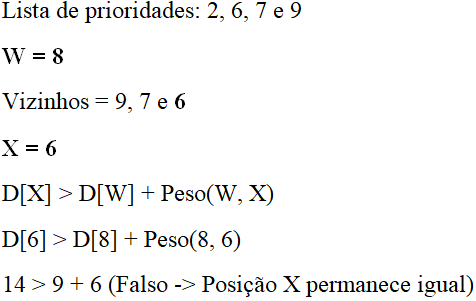 Lista de prioridades: 2, 6, 7 e 9
W = 8
Vizinhos = 9, 7 e 6
X = 6
D[X] > D[W] + Peso(W, X)
D[6] > D[8] + Peso(8, 6)
14 > 9 + 6 (Falso -> Posição X permanece igual)